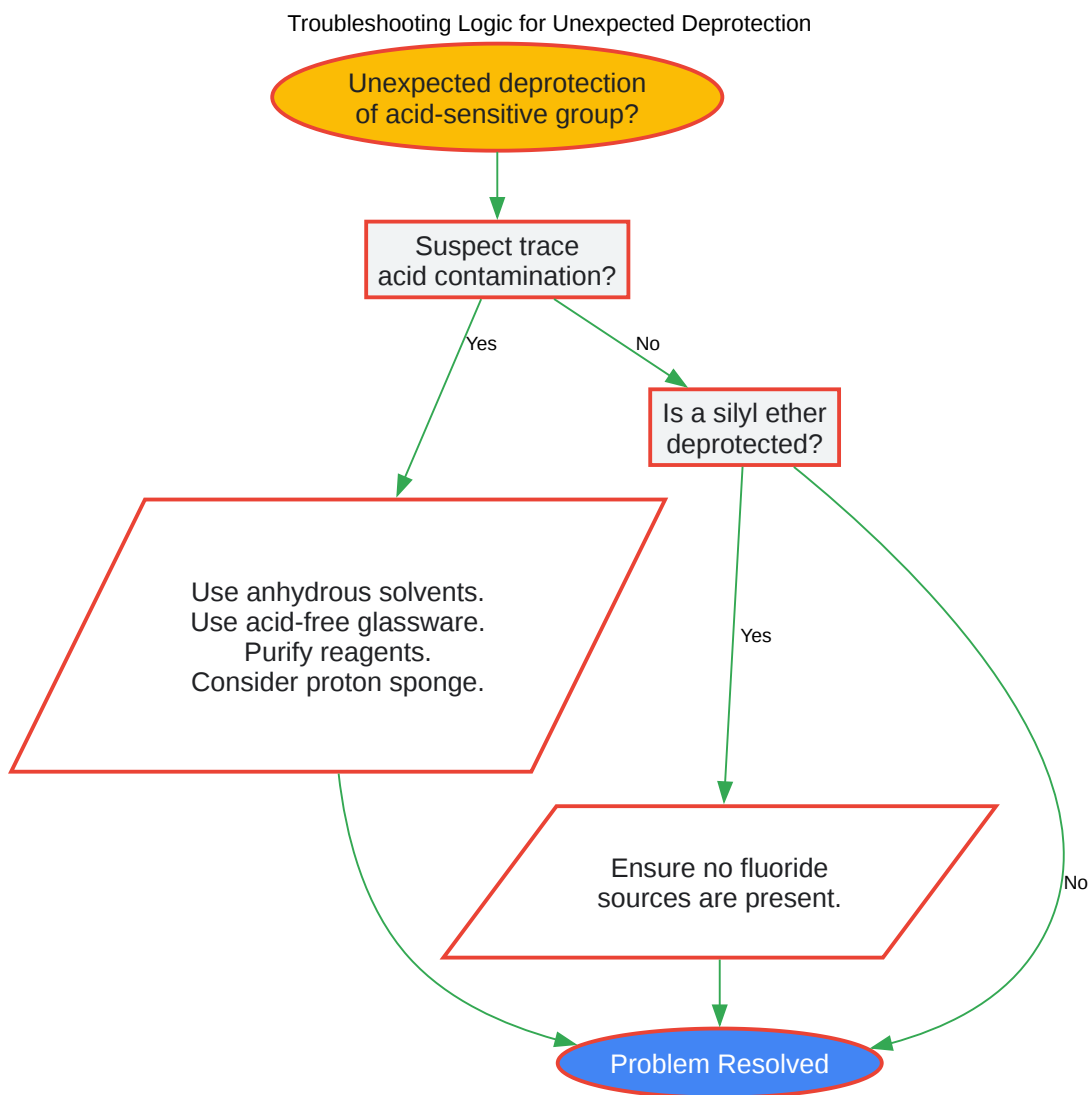 Troubleshooting Logic for Unexpected Deprotection
Unexpected deprotection
of acid-sensitive group?
Suspect trace
acid contamination?
Yes
No
Is a silyl ether
deprotected?
Use anhydrous solvents.
Use acid-free glassware.
Purify reagents.
Consider proton sponge.
Yes
Ensure no fluoride
sources are present.
No
Problem Resolved